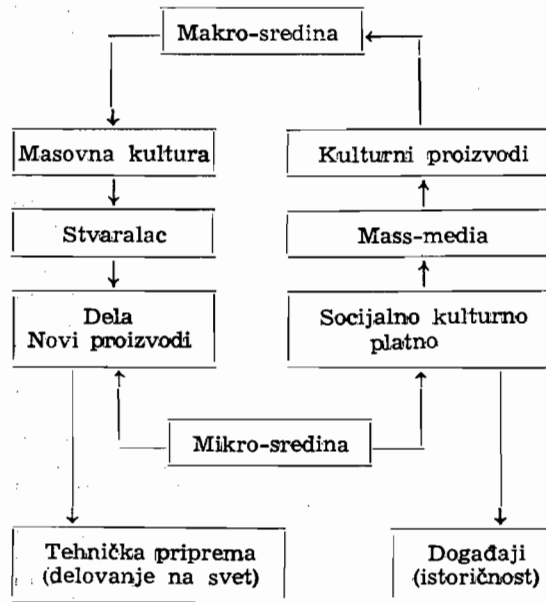 Makro-sredina
Masovna kultura
Kulturni proizvodi
Stvaralac
Mass-media
Dela
Novi proizvodi
Socijalno kulturno
platno
Mikro-sredina
Tehnička priprema
(delovanje na svet)
Događaji
(istoričnost)